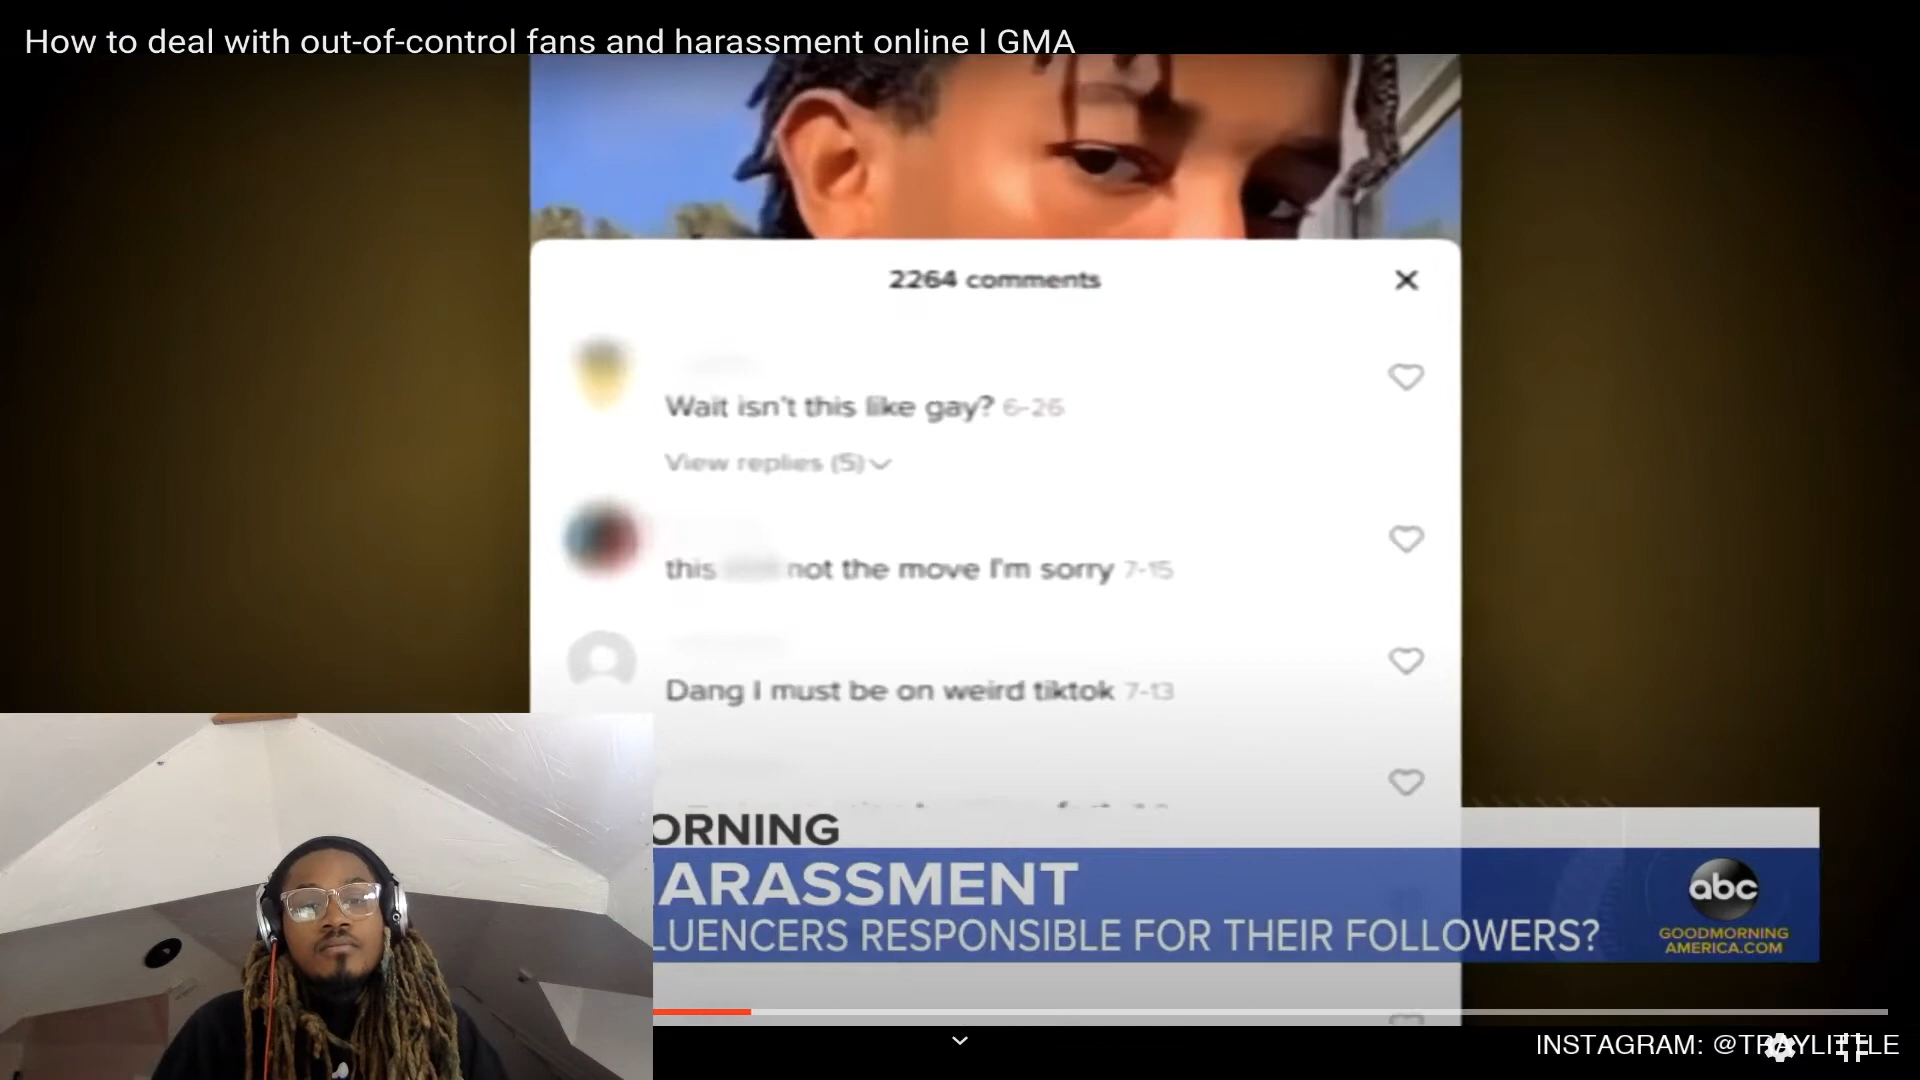 How to deal with out-of-control fans and harassment online l GMA
2264 comments
Wait isn't this like gay? 6-26
View replies (5)
this not the move I'm sorry 7-15
Dang I must be on weird tiktok 7-13
ORNING
ARASSMENT
LUENCERS RESPONSIBLE FOR THEIR FOLLOWERS?
abc
GOODMORNING
AMERICA.COM
INSTAGRAM: @TRAYLITTLE